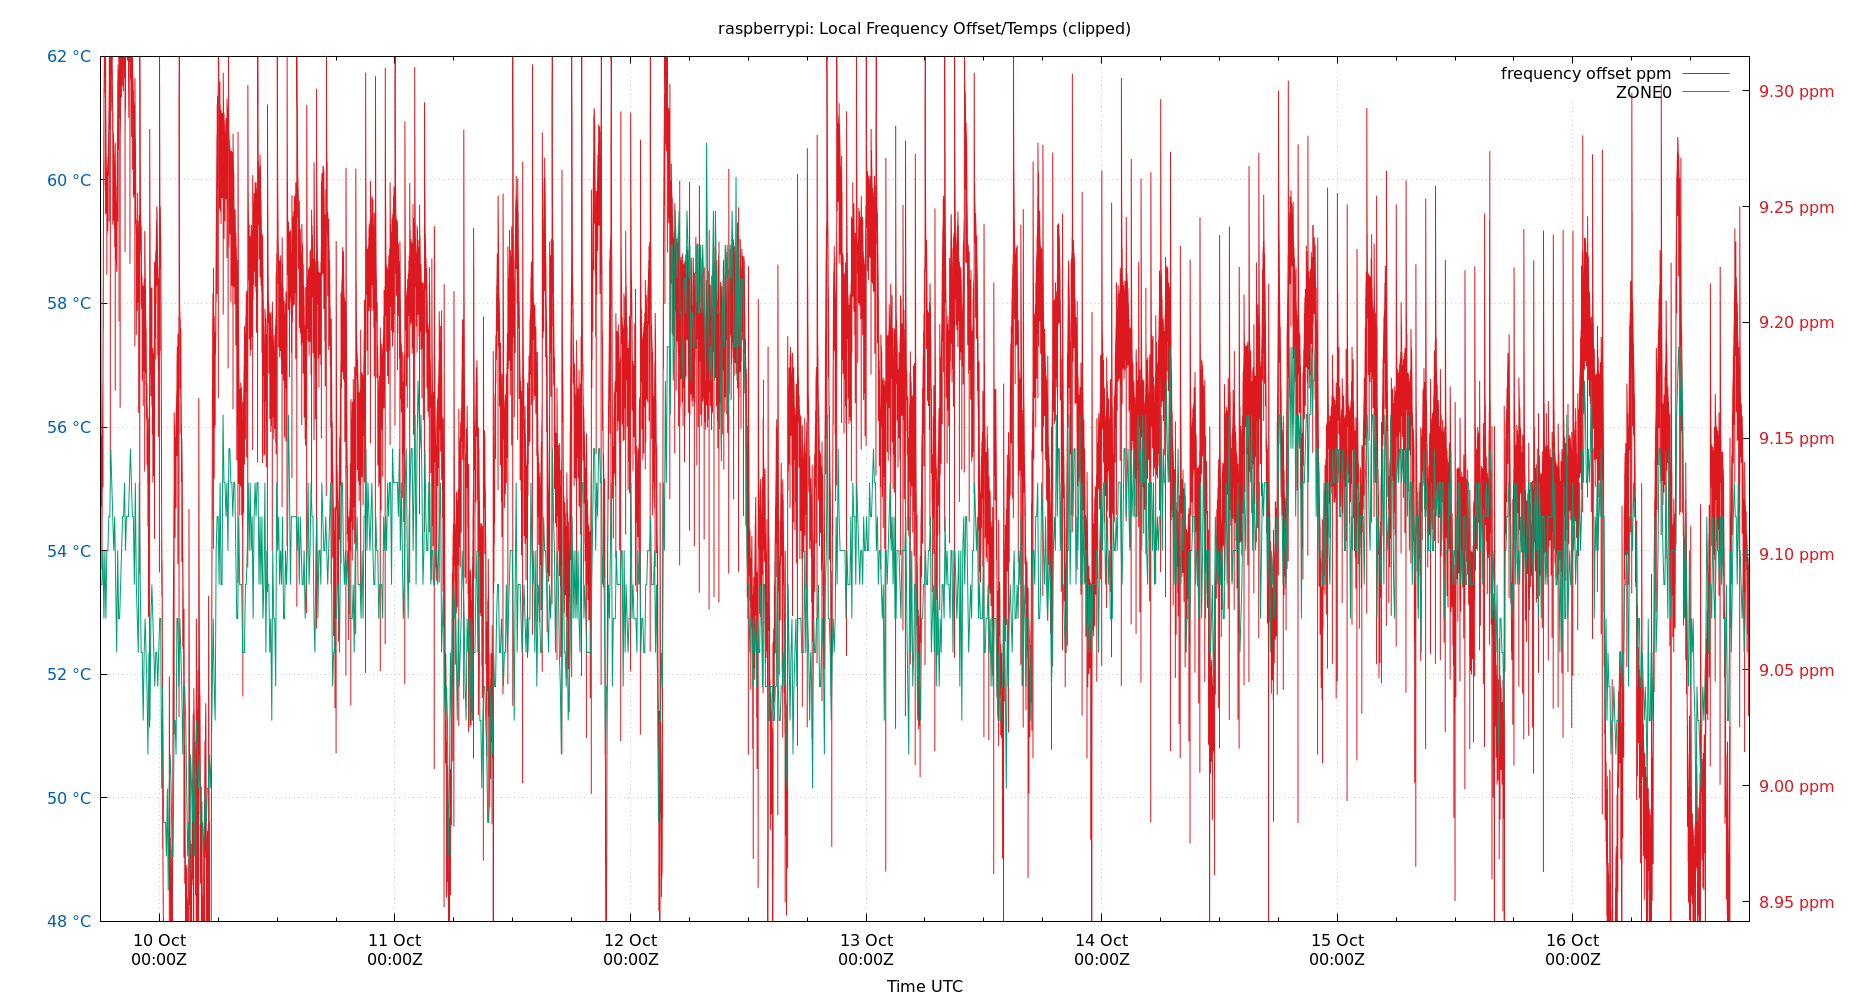 raspberrypi: Local Frequency Offset/Temps (clipped)
frequency offset ppm
ZONE0
62 °C
60 °C
58 °C
56 °C
54 °C
52 °C
50 °C
48 °C
9.30 ppm
9.25 ppm
9.20 ppm
9.15 ppm
9.10 ppm
9.05 ppm
9.00 ppm
8.95 ppm
10 Oct 11 Oct 12 Oct 13 Oct 14 Oct 15 Oct 16 Oct
00:00Z 00:00Z 00:00Z 00:00Z 00:00Z 00:00Z 00:00Z
Time UTC